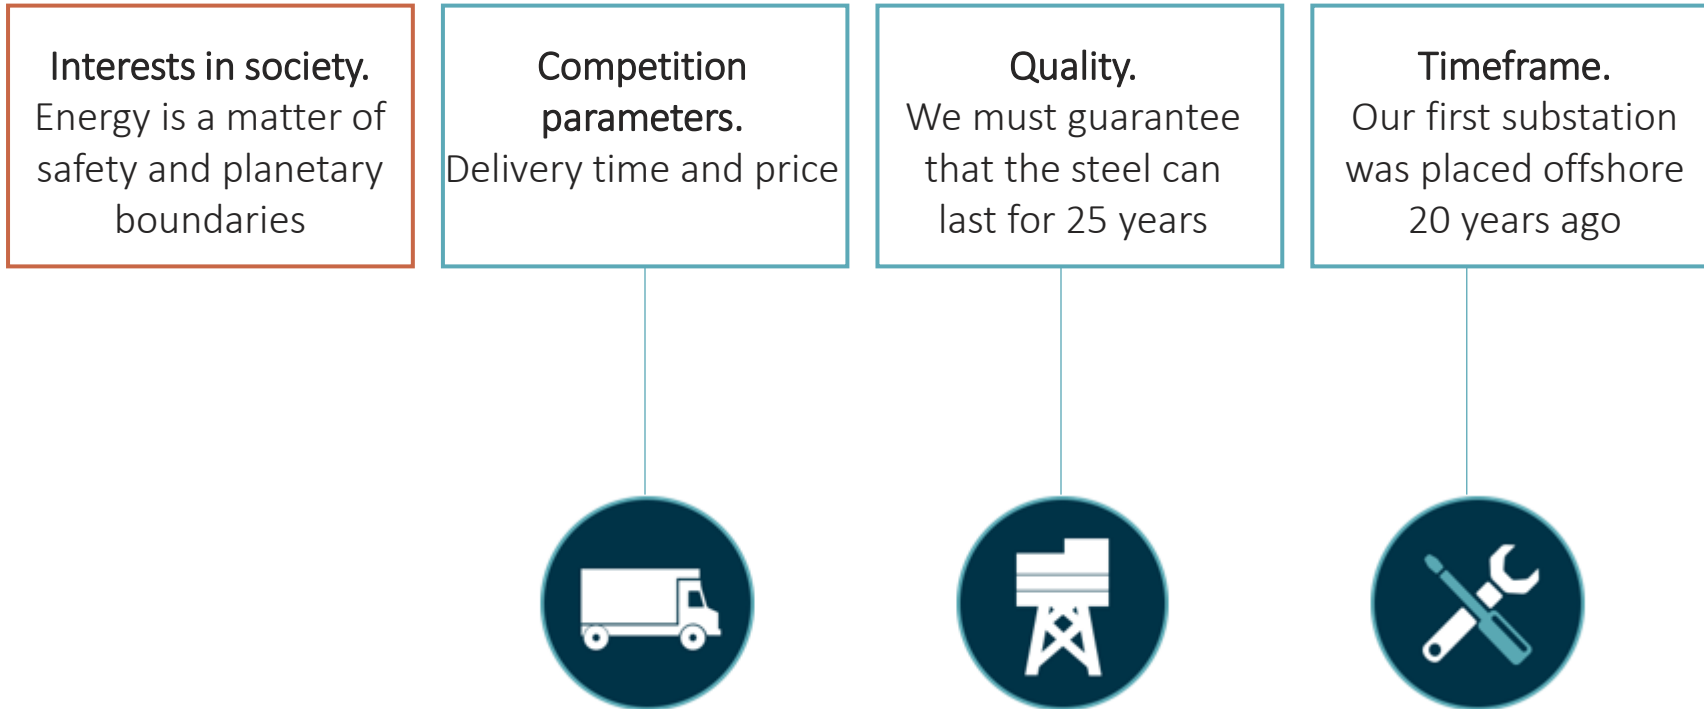 Interests in society.
Energy is a matter of
safety and planetary
boundaries
Competition
parameters.
Delivery time and price
Quality.
We must guarantee
that the steel can
last for 25 years
Timeframe.
Our first substation
was placed offshore
20 years ago